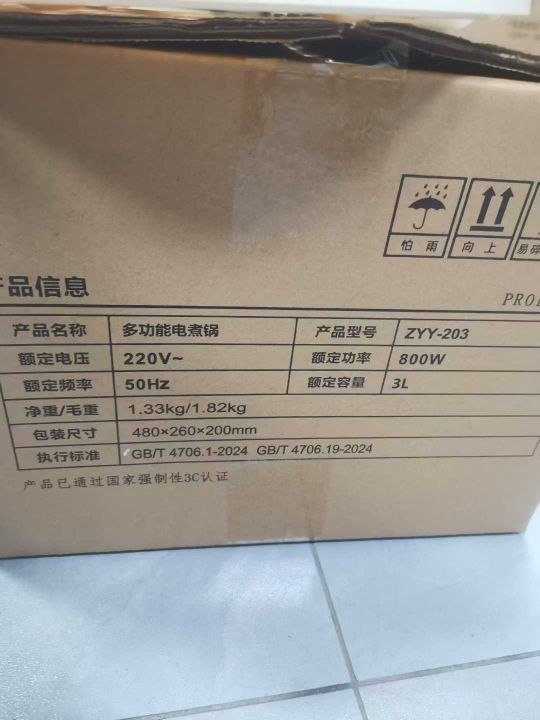 怕雨 向上 易碎
产品信息 PRO
产品名称 多功能电煮锅 产品型号 ZYY-203
额定电压 220V~ 额定功率 800W
额定频率 50Hz 额定容量 3L
净重/毛重 1.33kg/1.82kg
包装尺寸 480×260×200mm
执行标准 GB/T 4706.1-2024 GB/T 4706.19-2024
产品已通过国家强制性3C认证